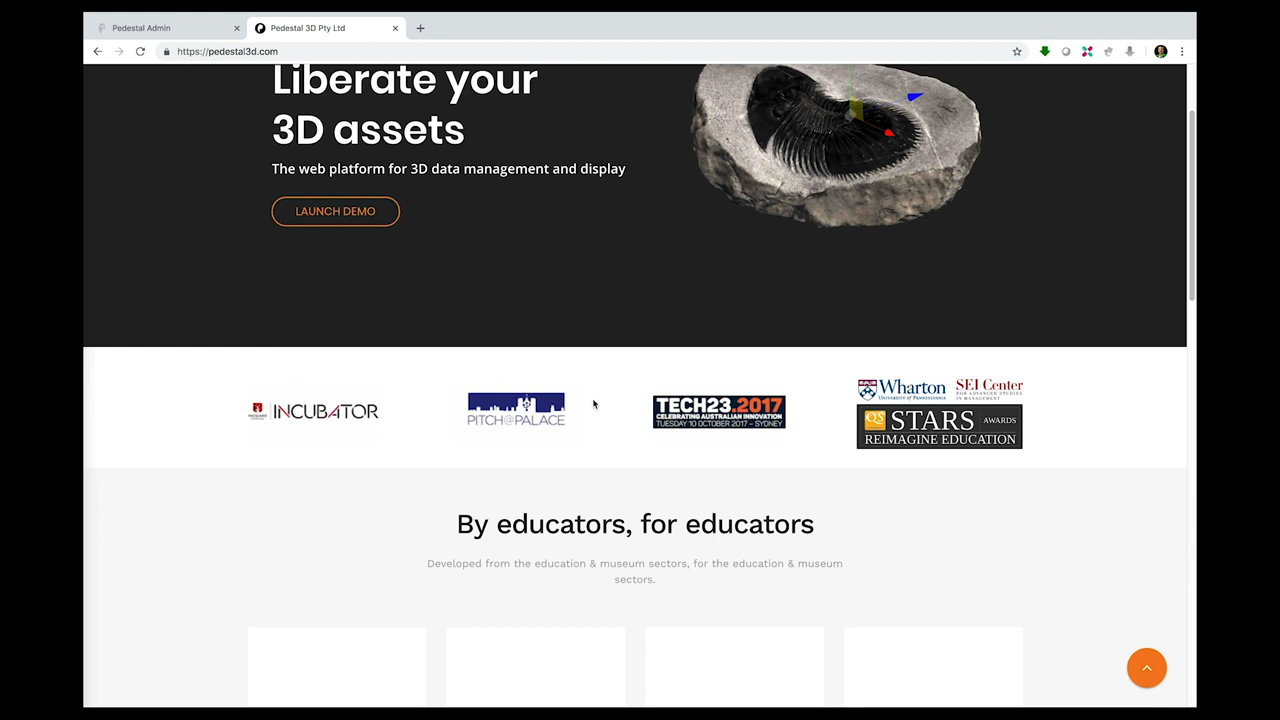 Pedestal Admin
Pedestal 3D Pty Ltd
https://pedestal3d.com
Liberate your
3D assets
The web platform for 3D data management and display
LAUNCH DEMO
INCUBATOR
PITCH@PALACE
TECH23.2017
CELEBRATING AUSTRALIAN INNOVATION
TUESDAY 10 OCTOBER 2017 – SYDNEY
Wharton
UNIVERSITY of PENNSYLVANIA
SEI Center
FOR ADVANCED STUDIES
IN MANAGEMENT
QS STARS AWARDS
REIMAGINE EDUCATION
By educators, for educators
Developed from the education & museum sectors, for the education & museum
sectors.